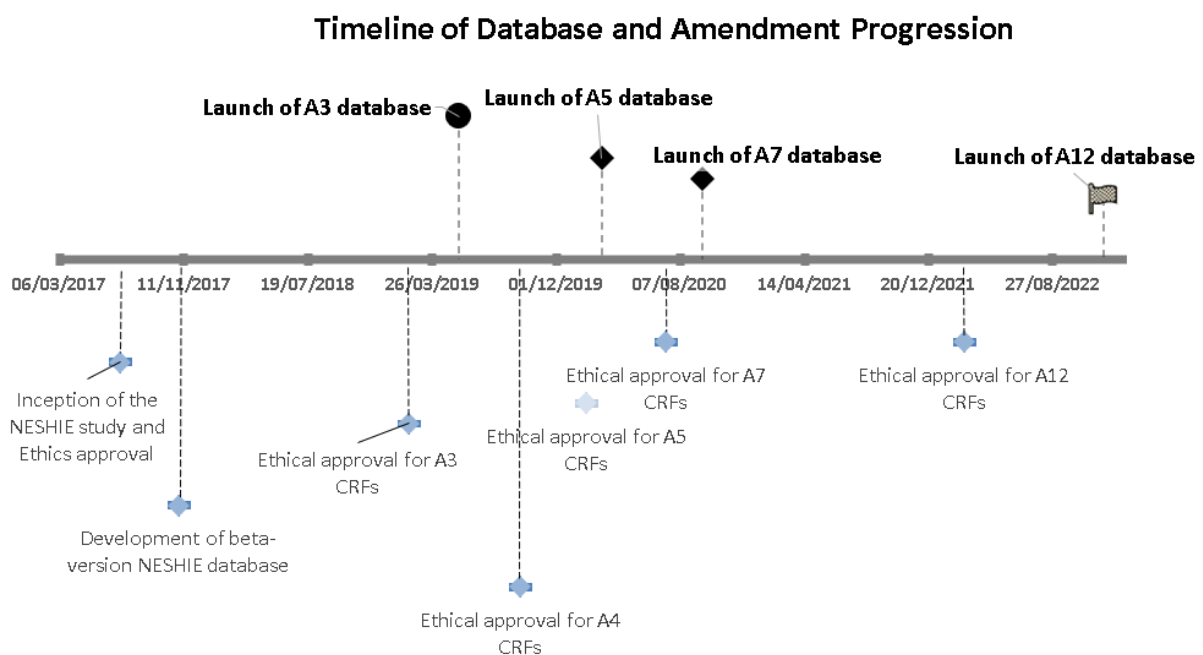 Timeline of Database and Amendment Progression
Launch of A3 database
Launch of A5 database
Launch of A7 database
Launch of A12 database
06/03/2017
11/11/2017
19/07/2018
26/03/2019
01/12/2019
07/08/2020
14/04/2021
20/12/2021
27/08/2022
Inception of the
NESHIE study and
Ethics approval
Development of beta-
version NESHIE database
Ethical approval for A3
CRFs
Ethical approval for A4
CRFs
Ethical approval for A5
CRFs
Ethical approval for A7
CRFs
Ethical approval for A12
CRFs